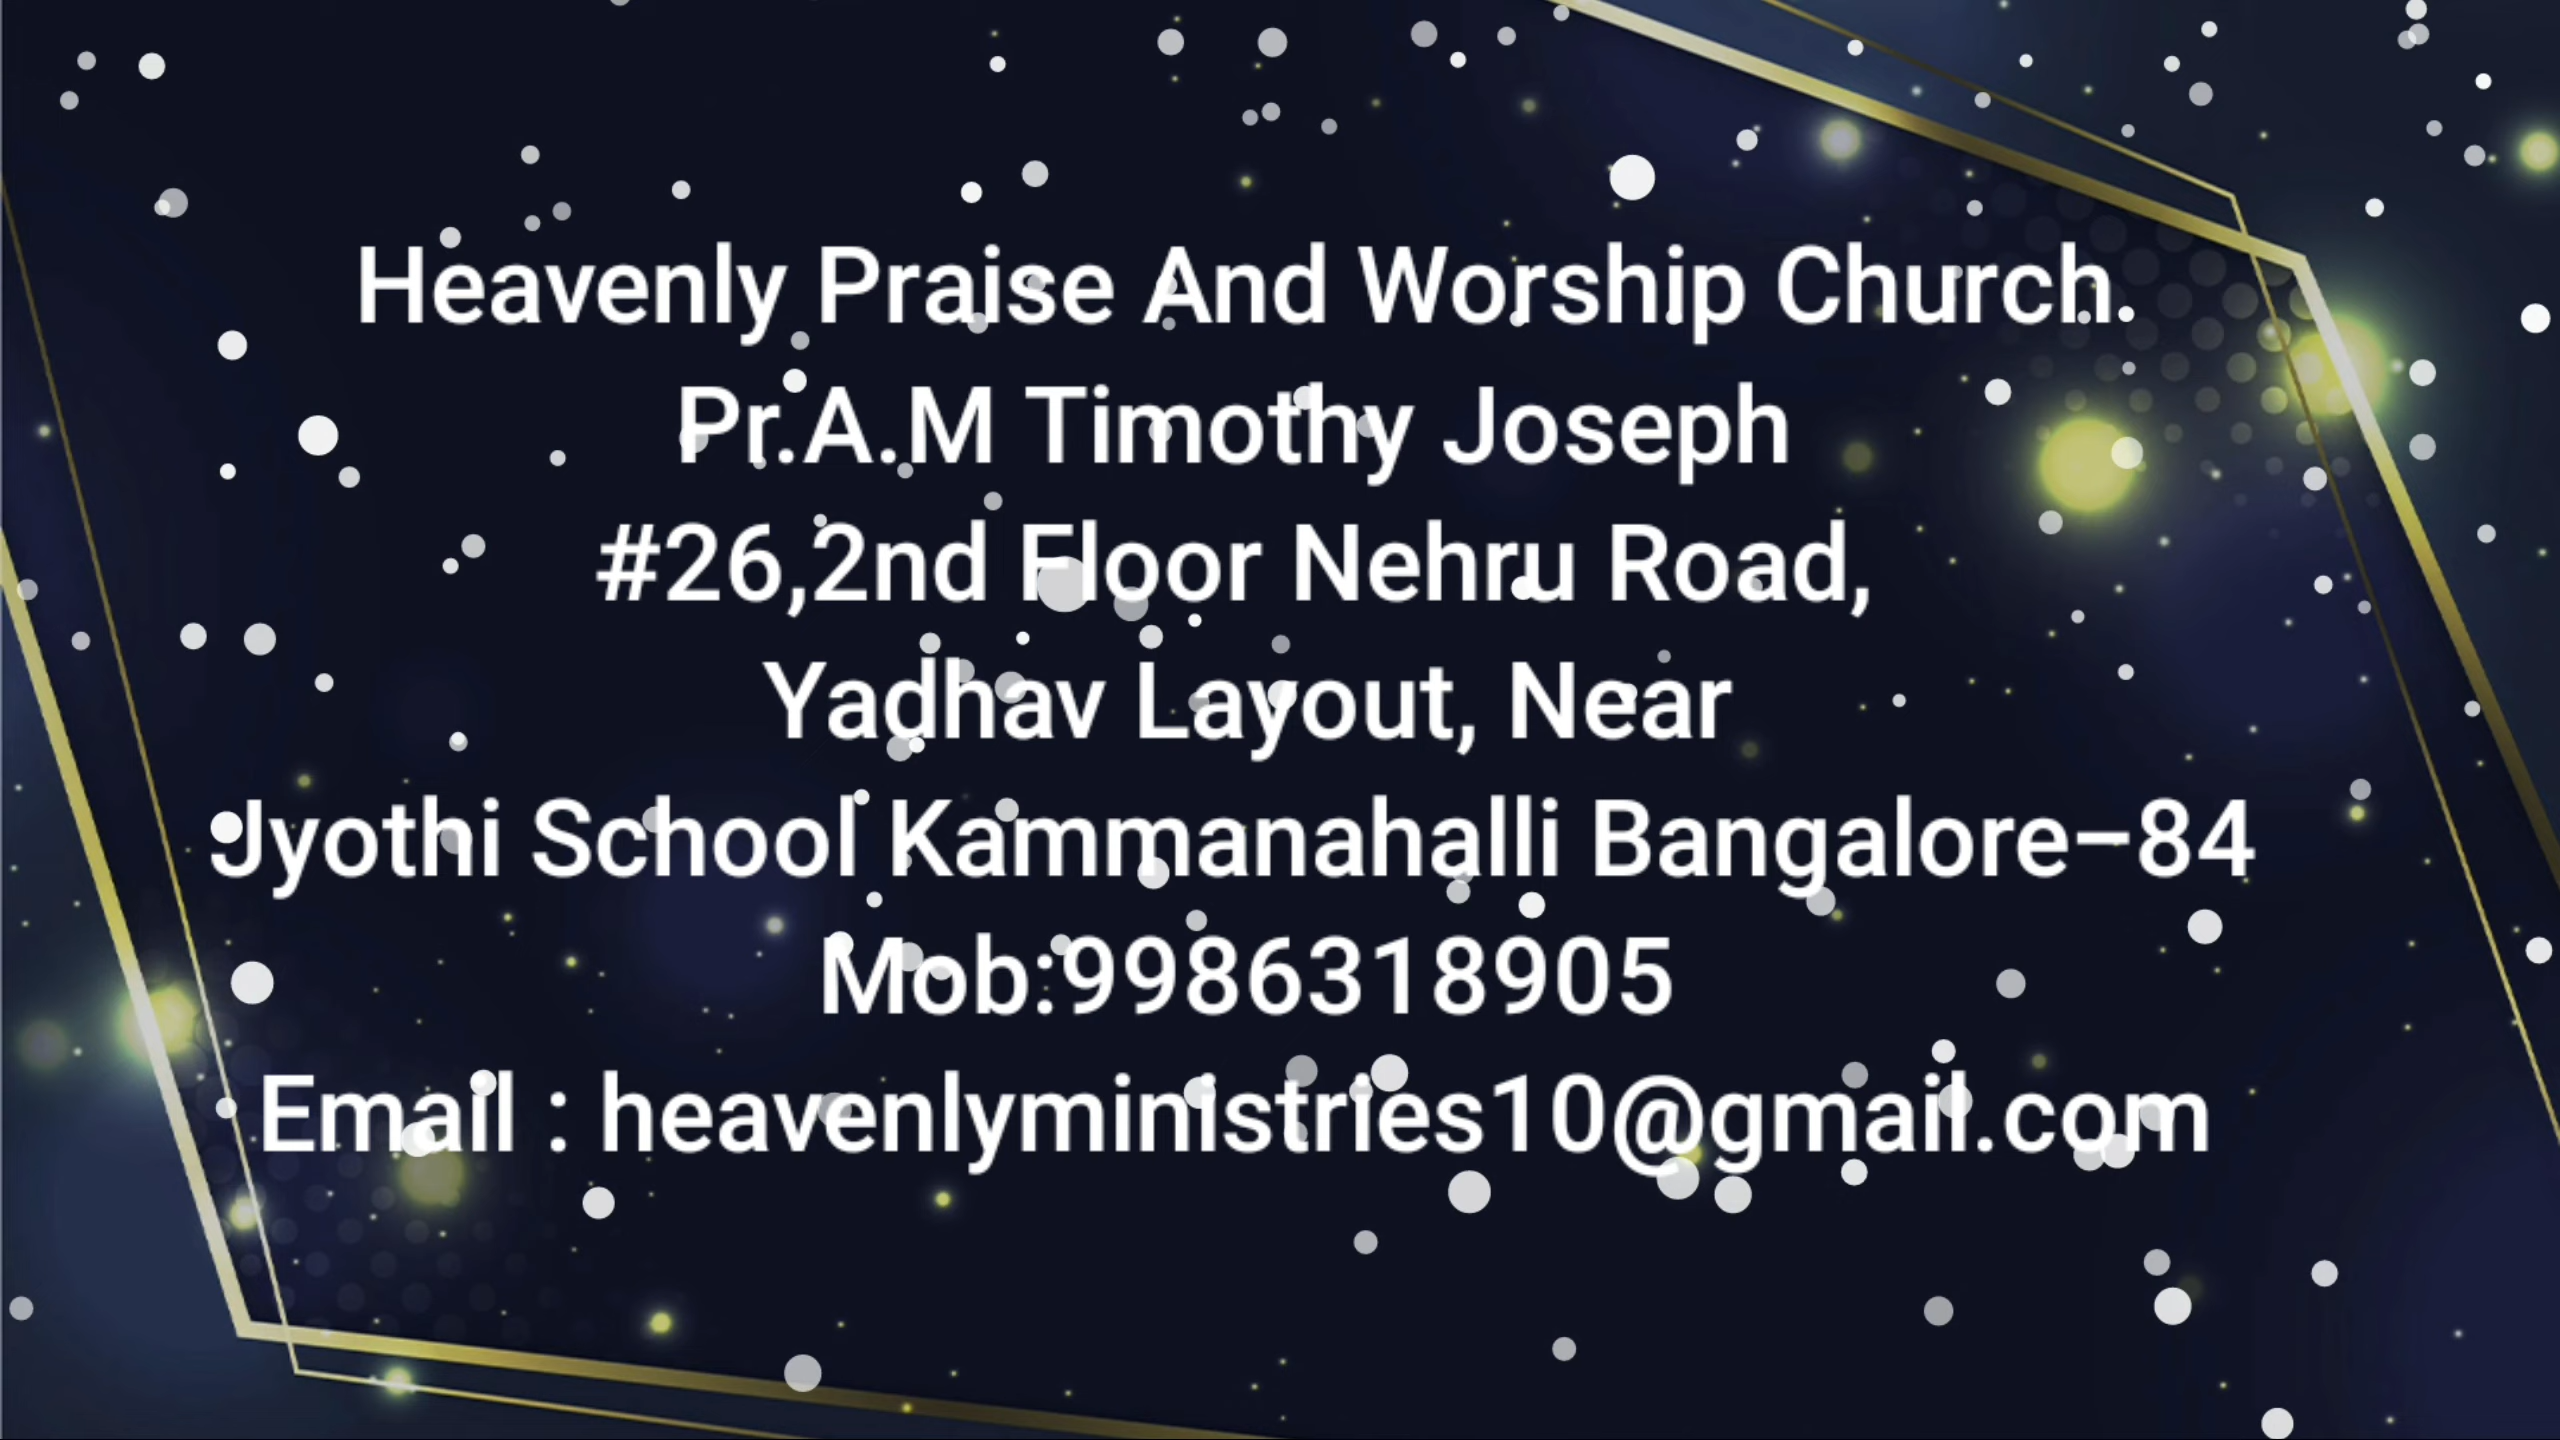 Heavenly Praise And Worship Church.
Pr.A.M Timothy Joseph
#26,2nd Floor Nehru Road,
Yadhav Layout, Near
Jyothi School Kammanahalli Bangalore–84
Mob:9986318905
Email : heavenlyministries10@gmail.com